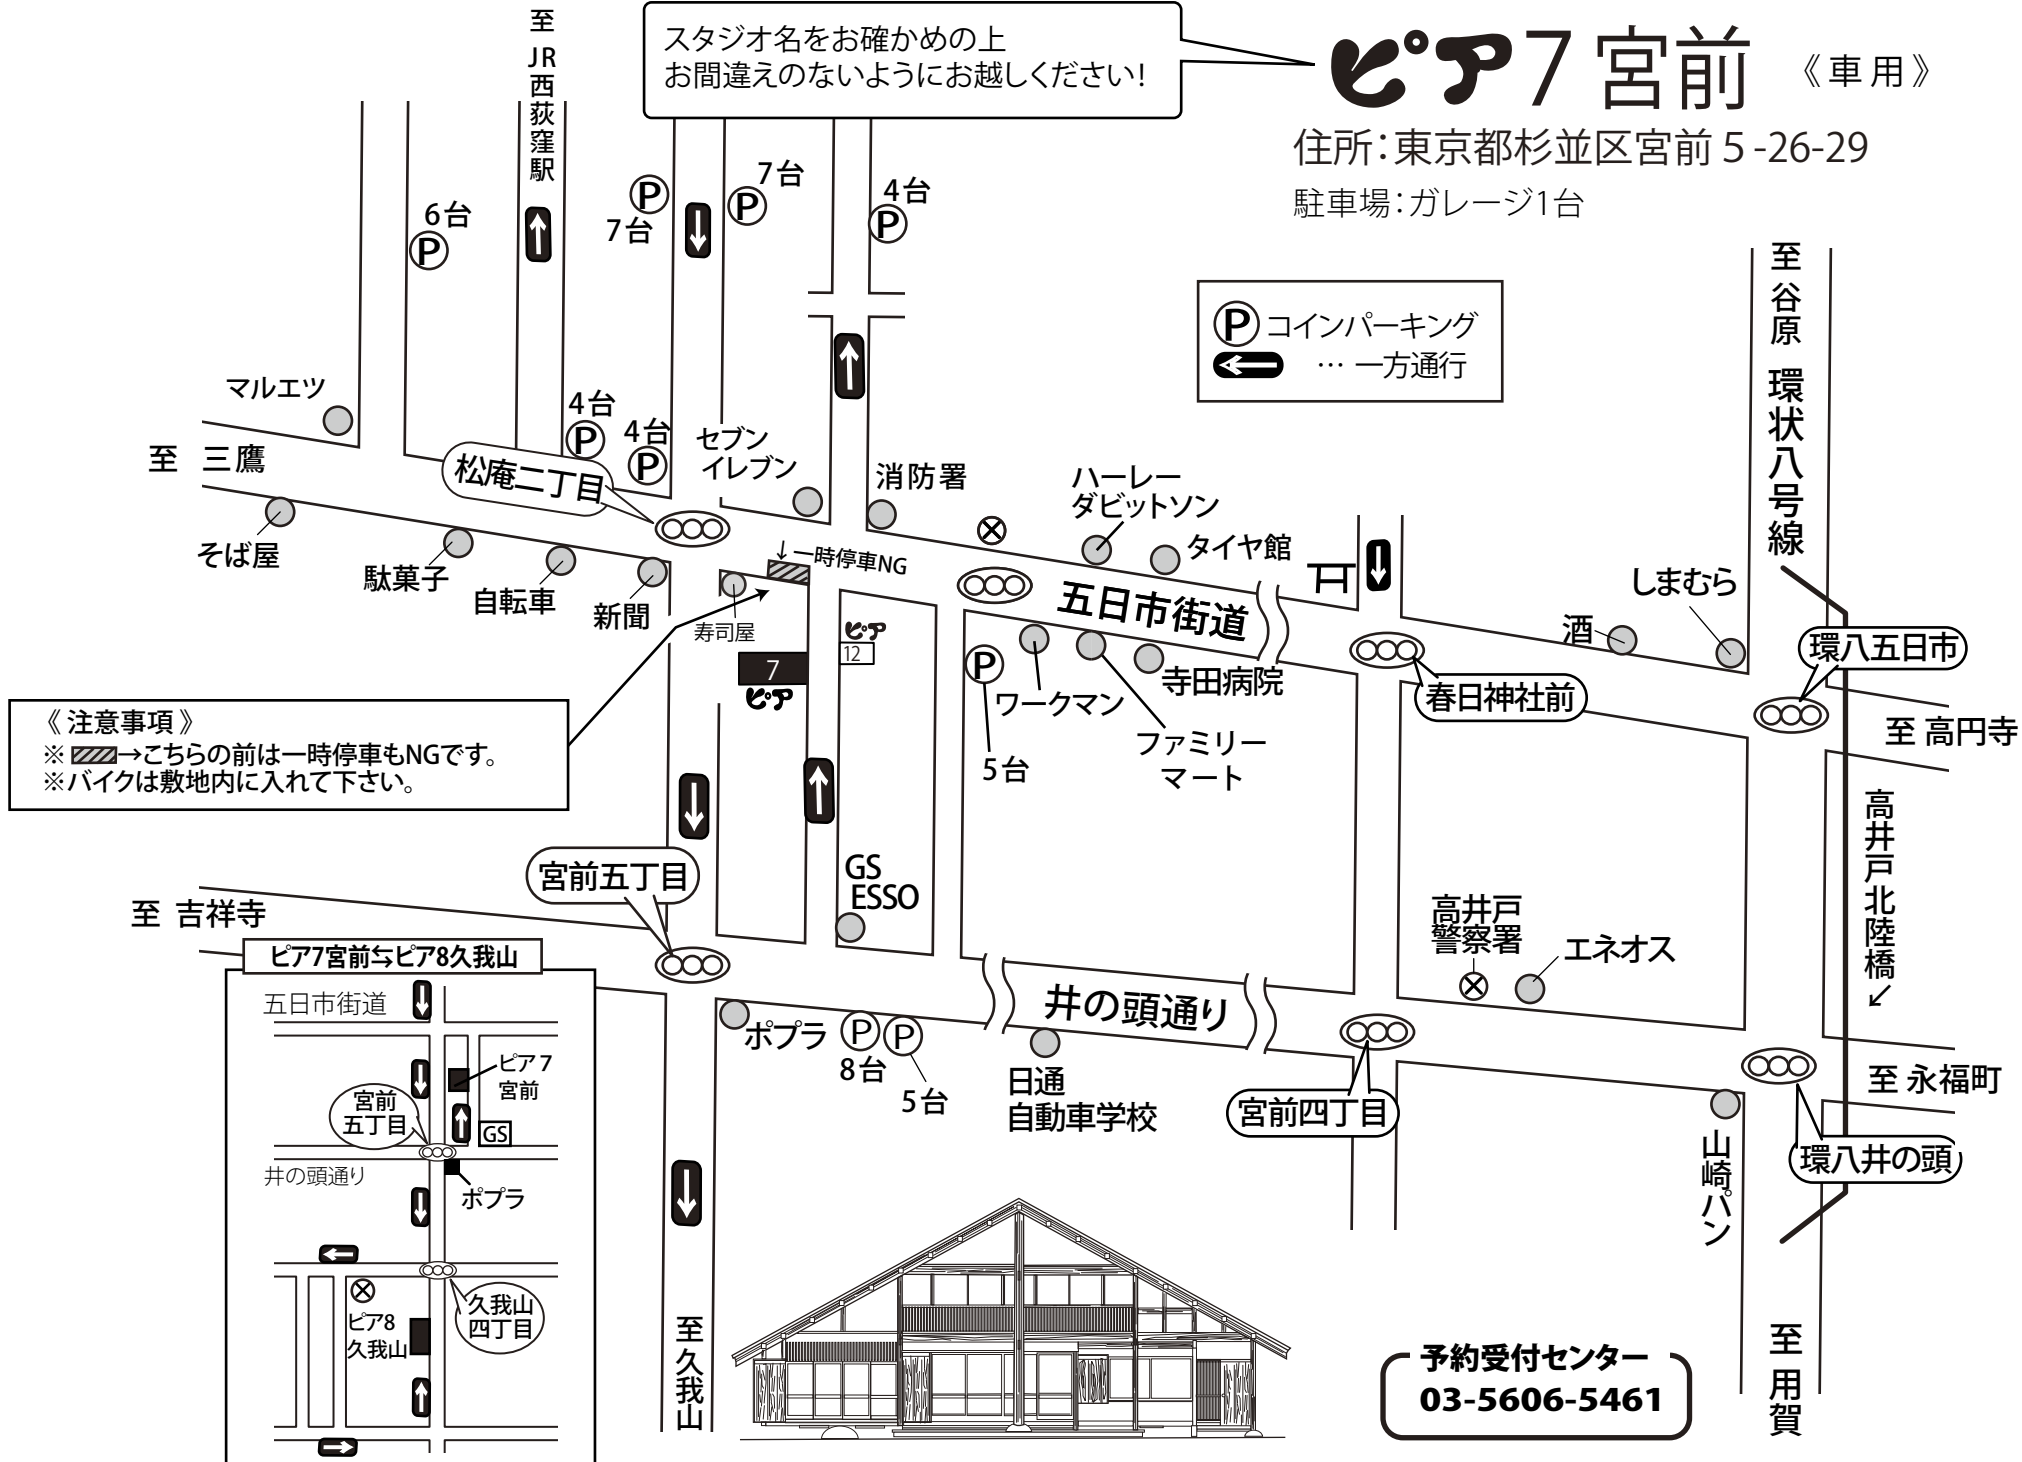 スタジオ名をお確かめの上
お間違えのないようにお越しください!
ピア7 宮前 《車用》
住所:東京都杉並区宮前 5 -26-29
駐車場:ガレージ1台
P コインパーキング
… 一方通行
至 JR西荻窪駅
6台
P
7台
P
7台
P
4台
P
至 谷原
環状八号線
マルエツ
至 三鷹
4台
P
4台
P
松庵二丁目
セブン
イレブン
消防署
ハーレー
ダビットソン
タイヤ館
そば屋
駄菓子
自転車
新聞
↓一時停車NG
寿司屋
五日市街道
しまむら
酒
環八五日市
春日神社前
至 高円寺
ピア
12
7
ピア
P
5台
ワークマン
寺田病院
ファミリー
マート
《 注意事項 》
※ →こちらの前は一時停車もNGです。
※バイクは敷地内に入れて下さい。
高井戸北陸橋↙
宮前五丁目
GS
ESSO
至 吉祥寺
高井戸
警察署
エネオス
井の頭通り
ポプラ
P
8台
P
5台
日通
自動車学校
宮前四丁目
至 永福町
環八井の頭
山崎パン
至 久我山
至 用賀
ピア7宮前⇆ピア8久我山
五日市街道
ピア 7
宮前
宮前
五丁目
GS
井の頭通り
ポプラ
久我山
四丁目
ピア8
久我山
予約受付センター
03-5606-5461